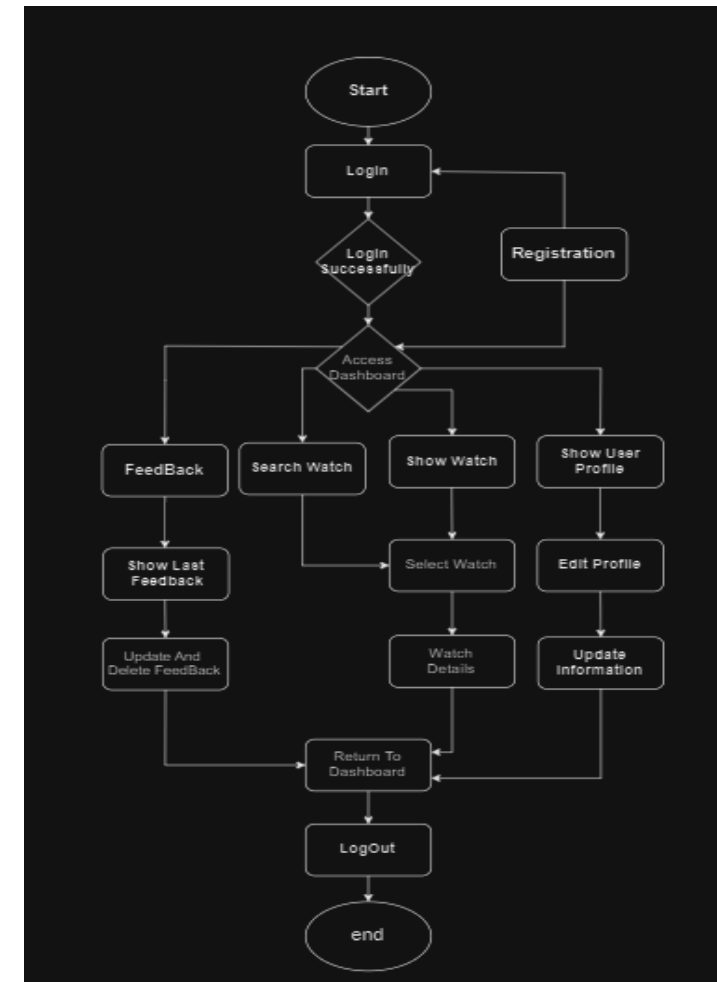 Start
LogIn
LogIn
Successfully
Registration
Access
Dashboard
FeedBack
Search Watch
Show Watch
Show User
Profile
Show Last
Feedback
Select Watch
Edit Profile
Update And
Delete FeedBack
Watch
Details
Update
Information
Return To
Dashboard
LogOut
end